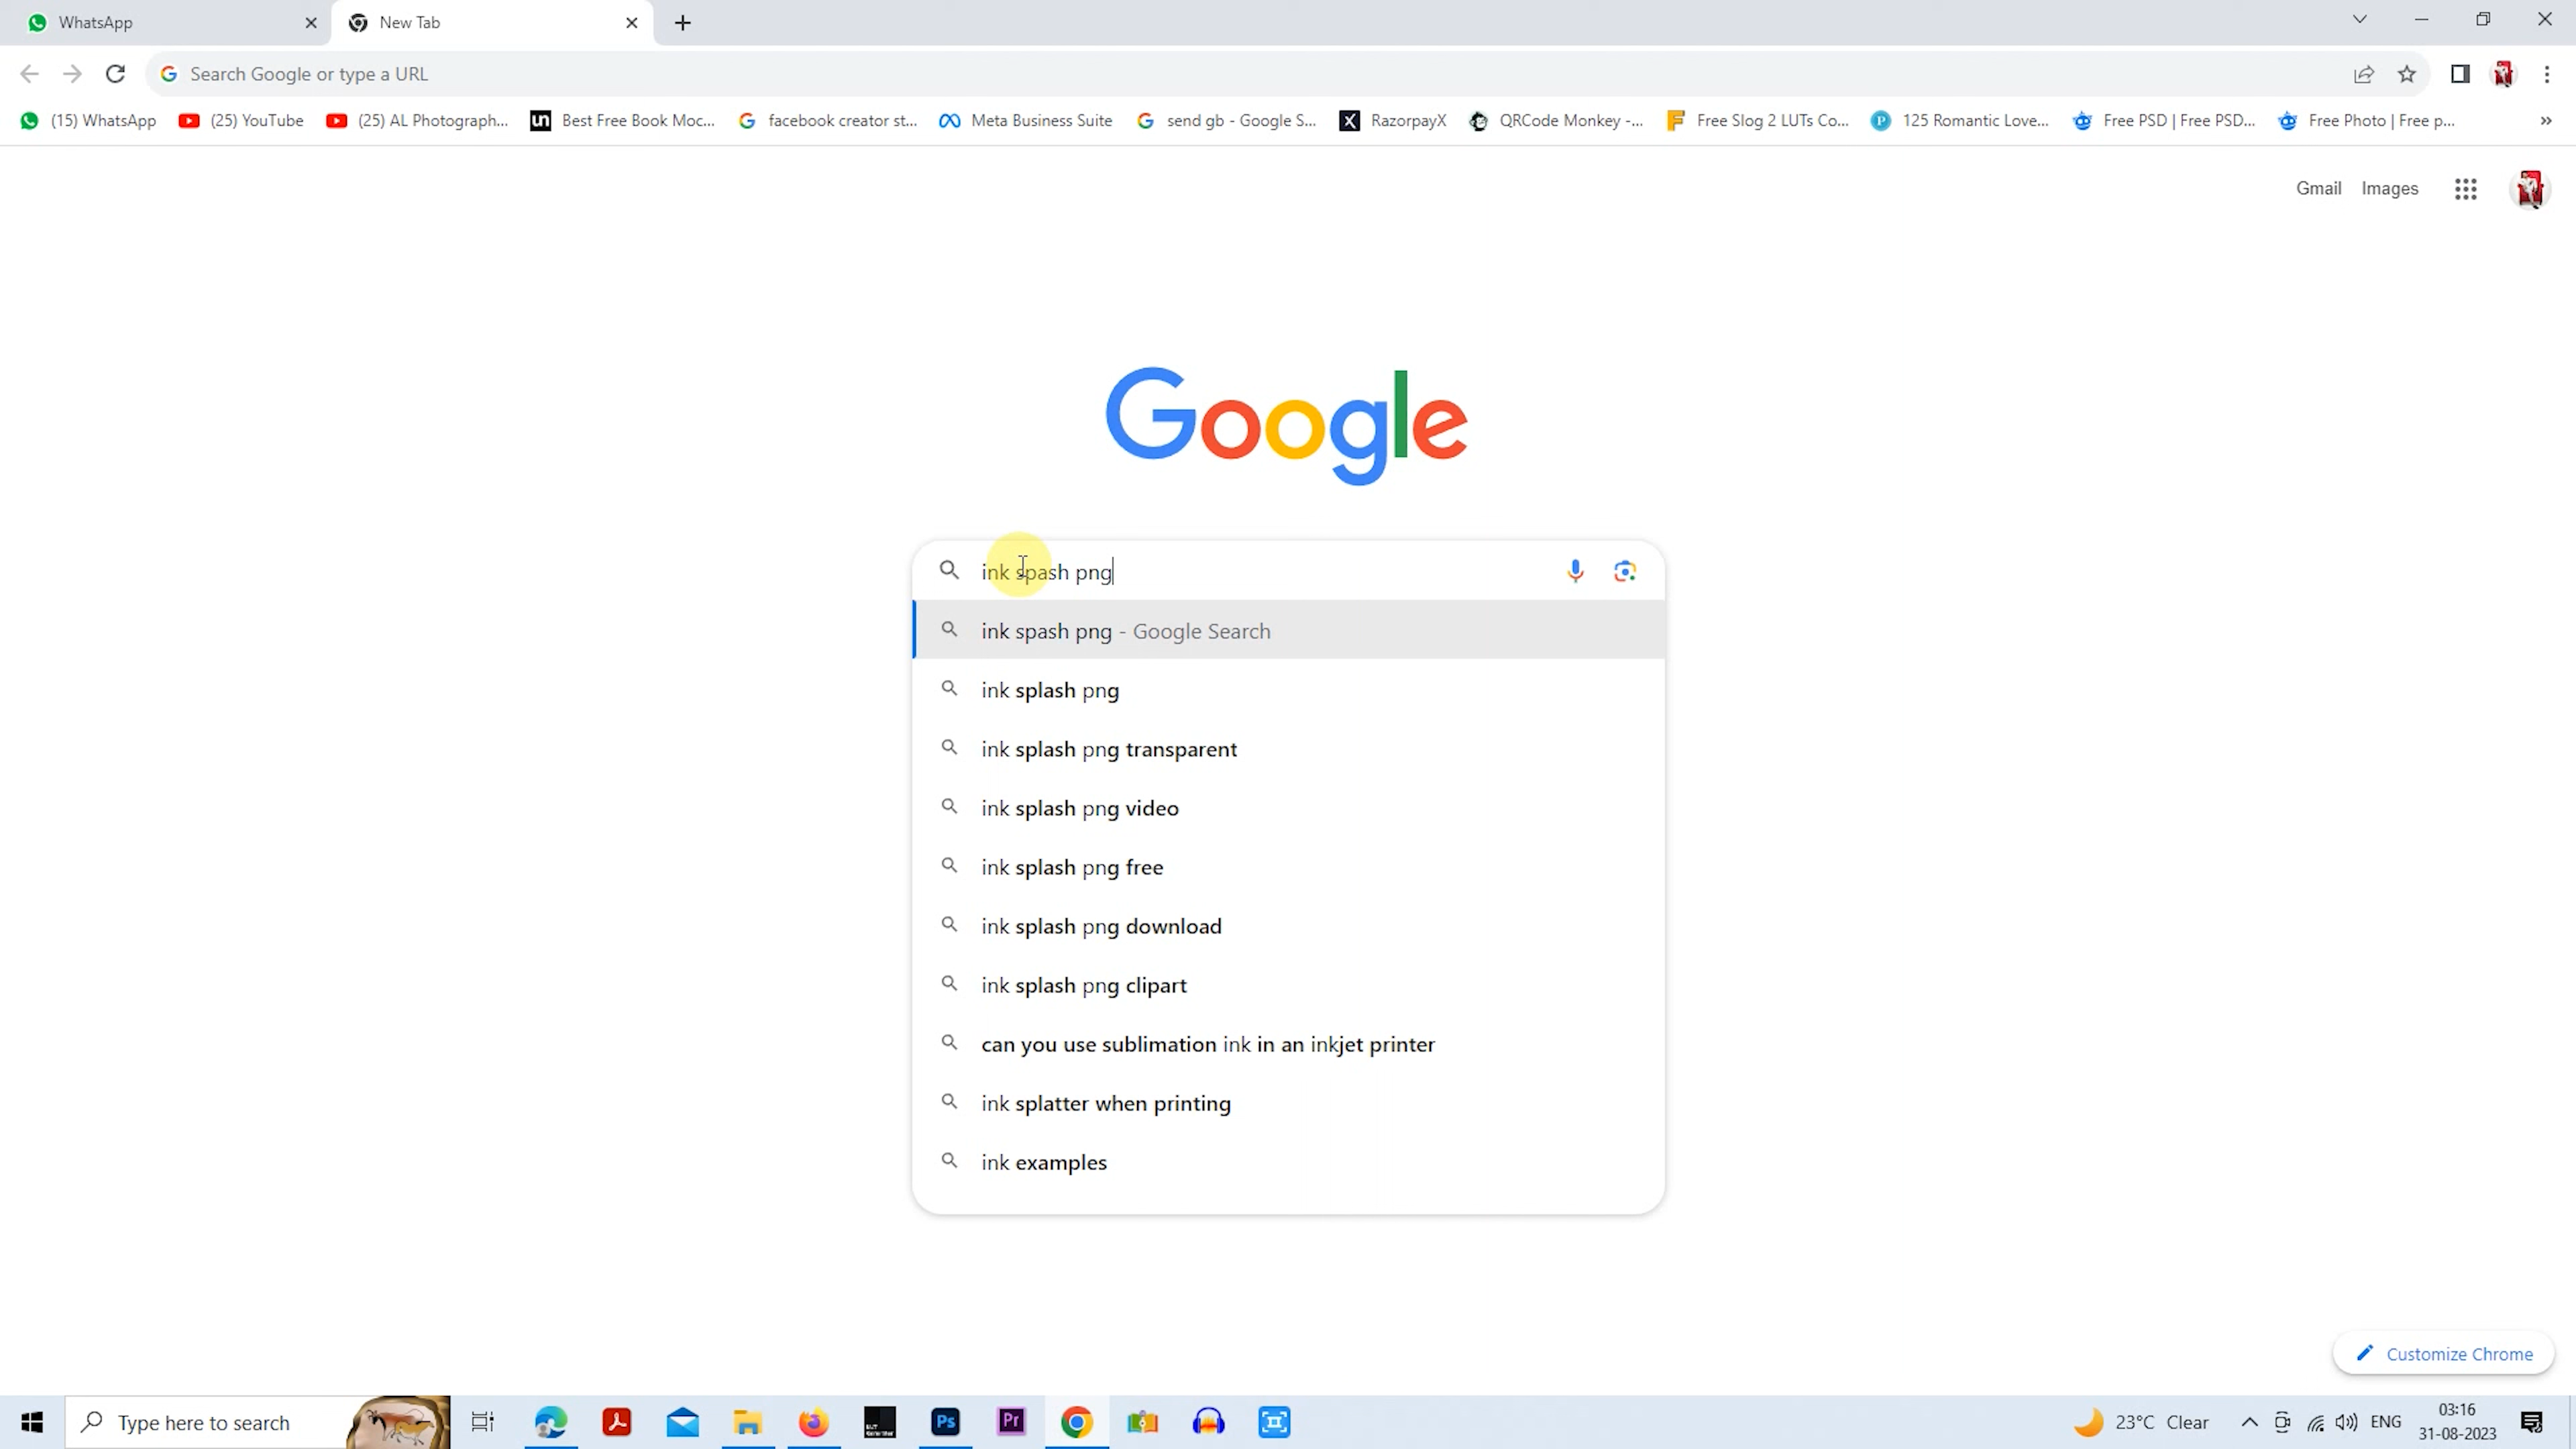 WhatsApp
New Tab
Search Google or type a URL
(15) WhatsApp
(25) YouTube
(25) AL Photograph...
un
Best Free Book Moc...
facebook creator st...
Meta Business Suite
send gb - Google S...
RazorpayX
QRCode Monkey -...
Free Slog 2 LUTs Co...
125 Romantic Love...
Free PSD | Free PSD...
Free Photo | Free p...
Gmail
Images
Google
ink spash png
ink spash png - Google Search
ink splash png
ink splash png transparent
ink splash png video
ink splash png free
ink splash png download
ink splash png clipart
can you use sublimation ink in an inkjet printer
ink splatter when printing
ink examples
Customize Chrome
Type here to search
Ps
Pr
23°C Clear
ENG
03:16
31-08-2023